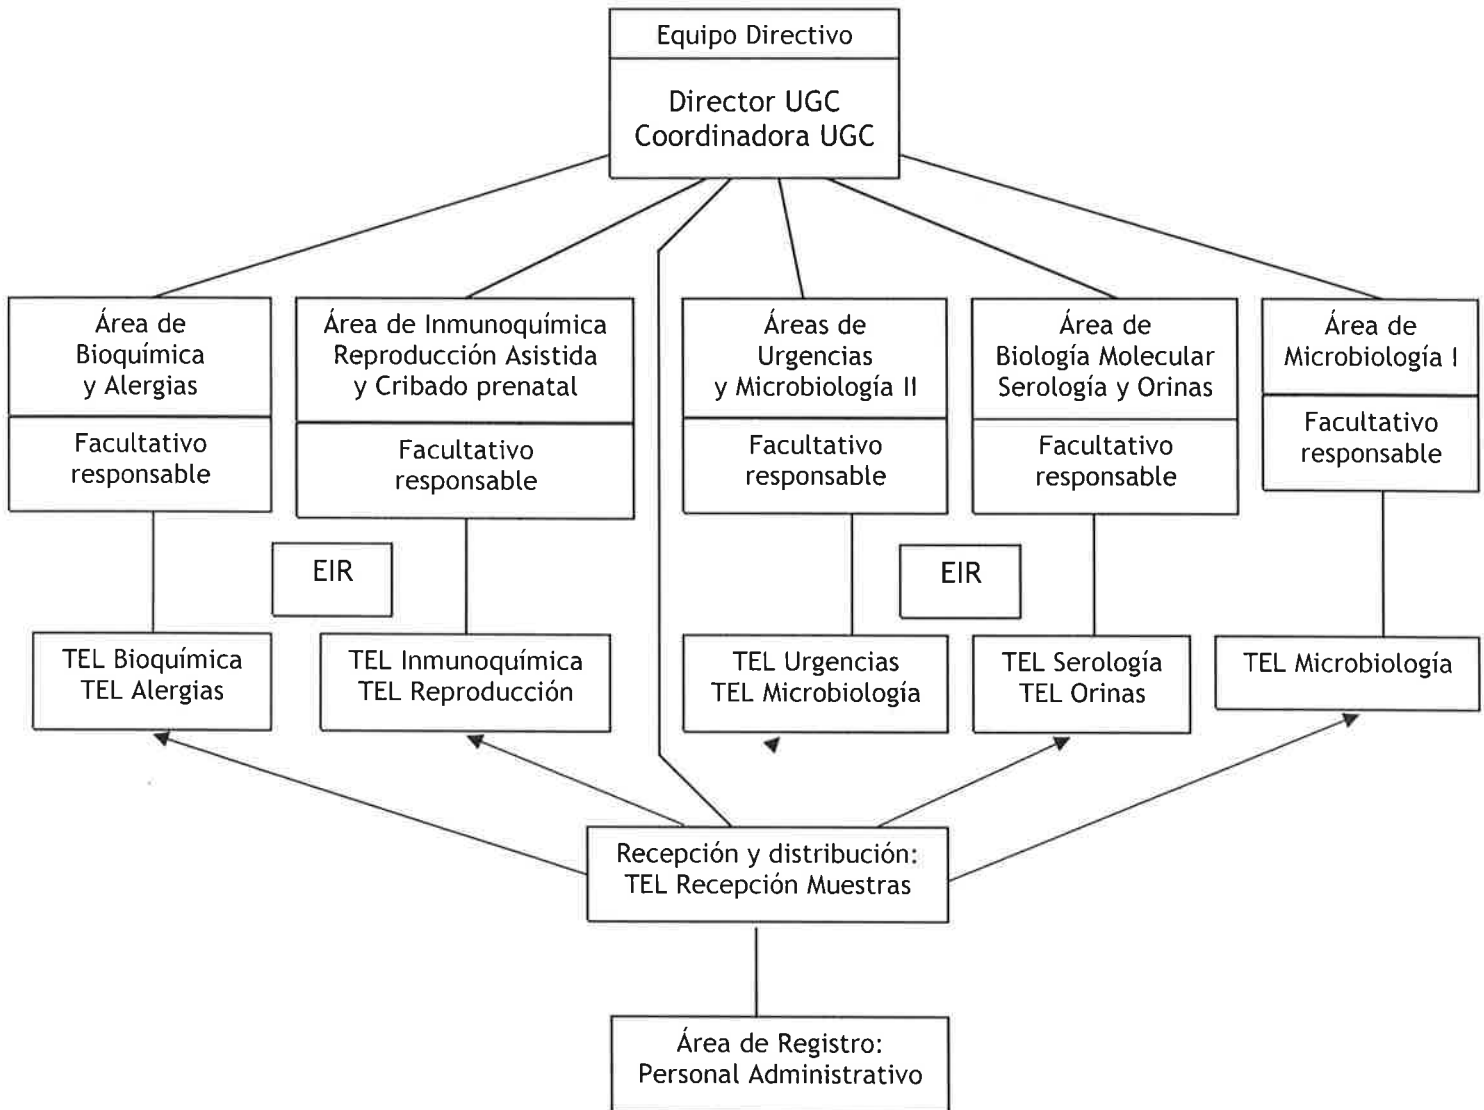 Equipo Directivo
Director UGC
Coordinadora UGC
Área de
Bioquímica
y Alergias
Facultativo
responsable
Área de Inmunoquímica
Reproducción Asistida
y Cribado prenatal
Facultativo
responsable
Áreas de
Urgencias
y Microbiología II
Facultativo
responsable
Área de
Biología Molecular
Serología y Orinas
Facultativo
responsable
Área de
Microbiología I
Facultativo
responsable
EIR
EIR
TEL Bioquímica
TEL Alergias
TEL Inmunoquímica
TEL Reproducción
TEL Urgencias
TEL Microbiología
TEL Serología
TEL Orinas
TEL Microbiología
Recepción y distribución:
TEL Recepción Muestras
Área de Registro:
Personal Administrativo